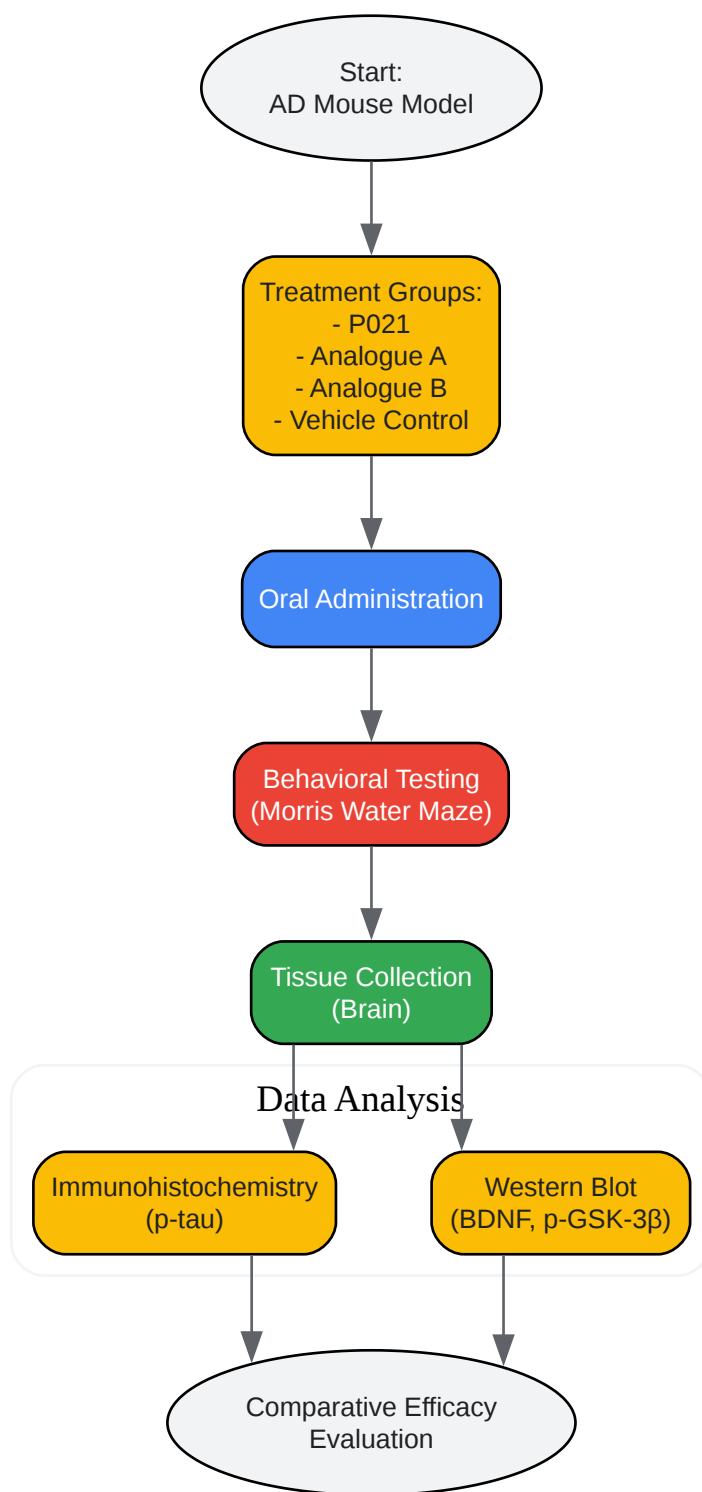 Start:
AD Mouse Model
Treatment Groups:
- P021
- Analogue A
- Analogue B
- Vehicle Control
Oral Administration
Behavioral Testing
(Morris Water Maze)
Tissue Collection
(Brain)
Data Analysis
Immunohistochemistry
(p-tau)
Western Blot
(BDNF, p-GSK-3β)
Comparative Efficacy
Evaluation